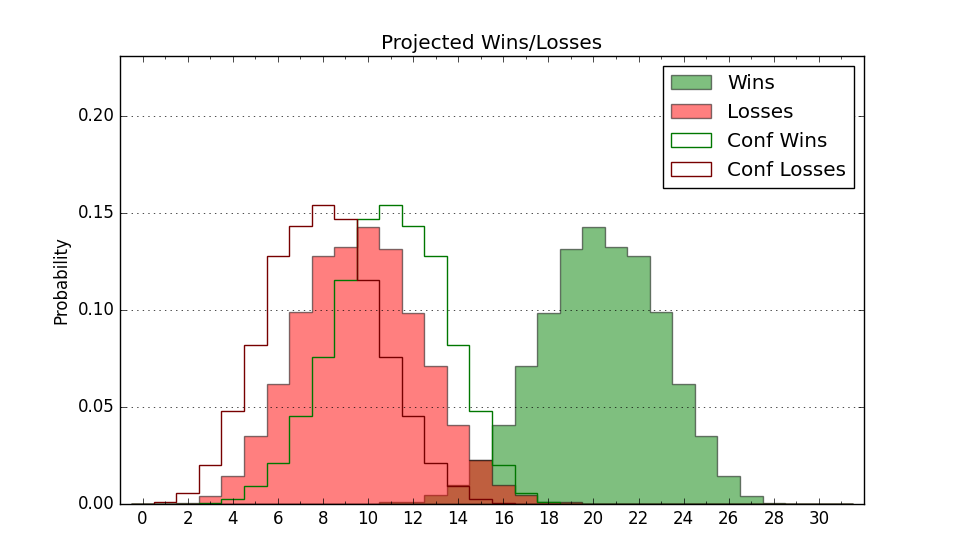 Projected Wins/Losses
Wins
Losses
Conf Wins
Conf Losses
Probability
0.20
0.15
0.10
0.05
0.00
0 2 4 6 8 10 12 14 16 18 20 22 24 26 28 30